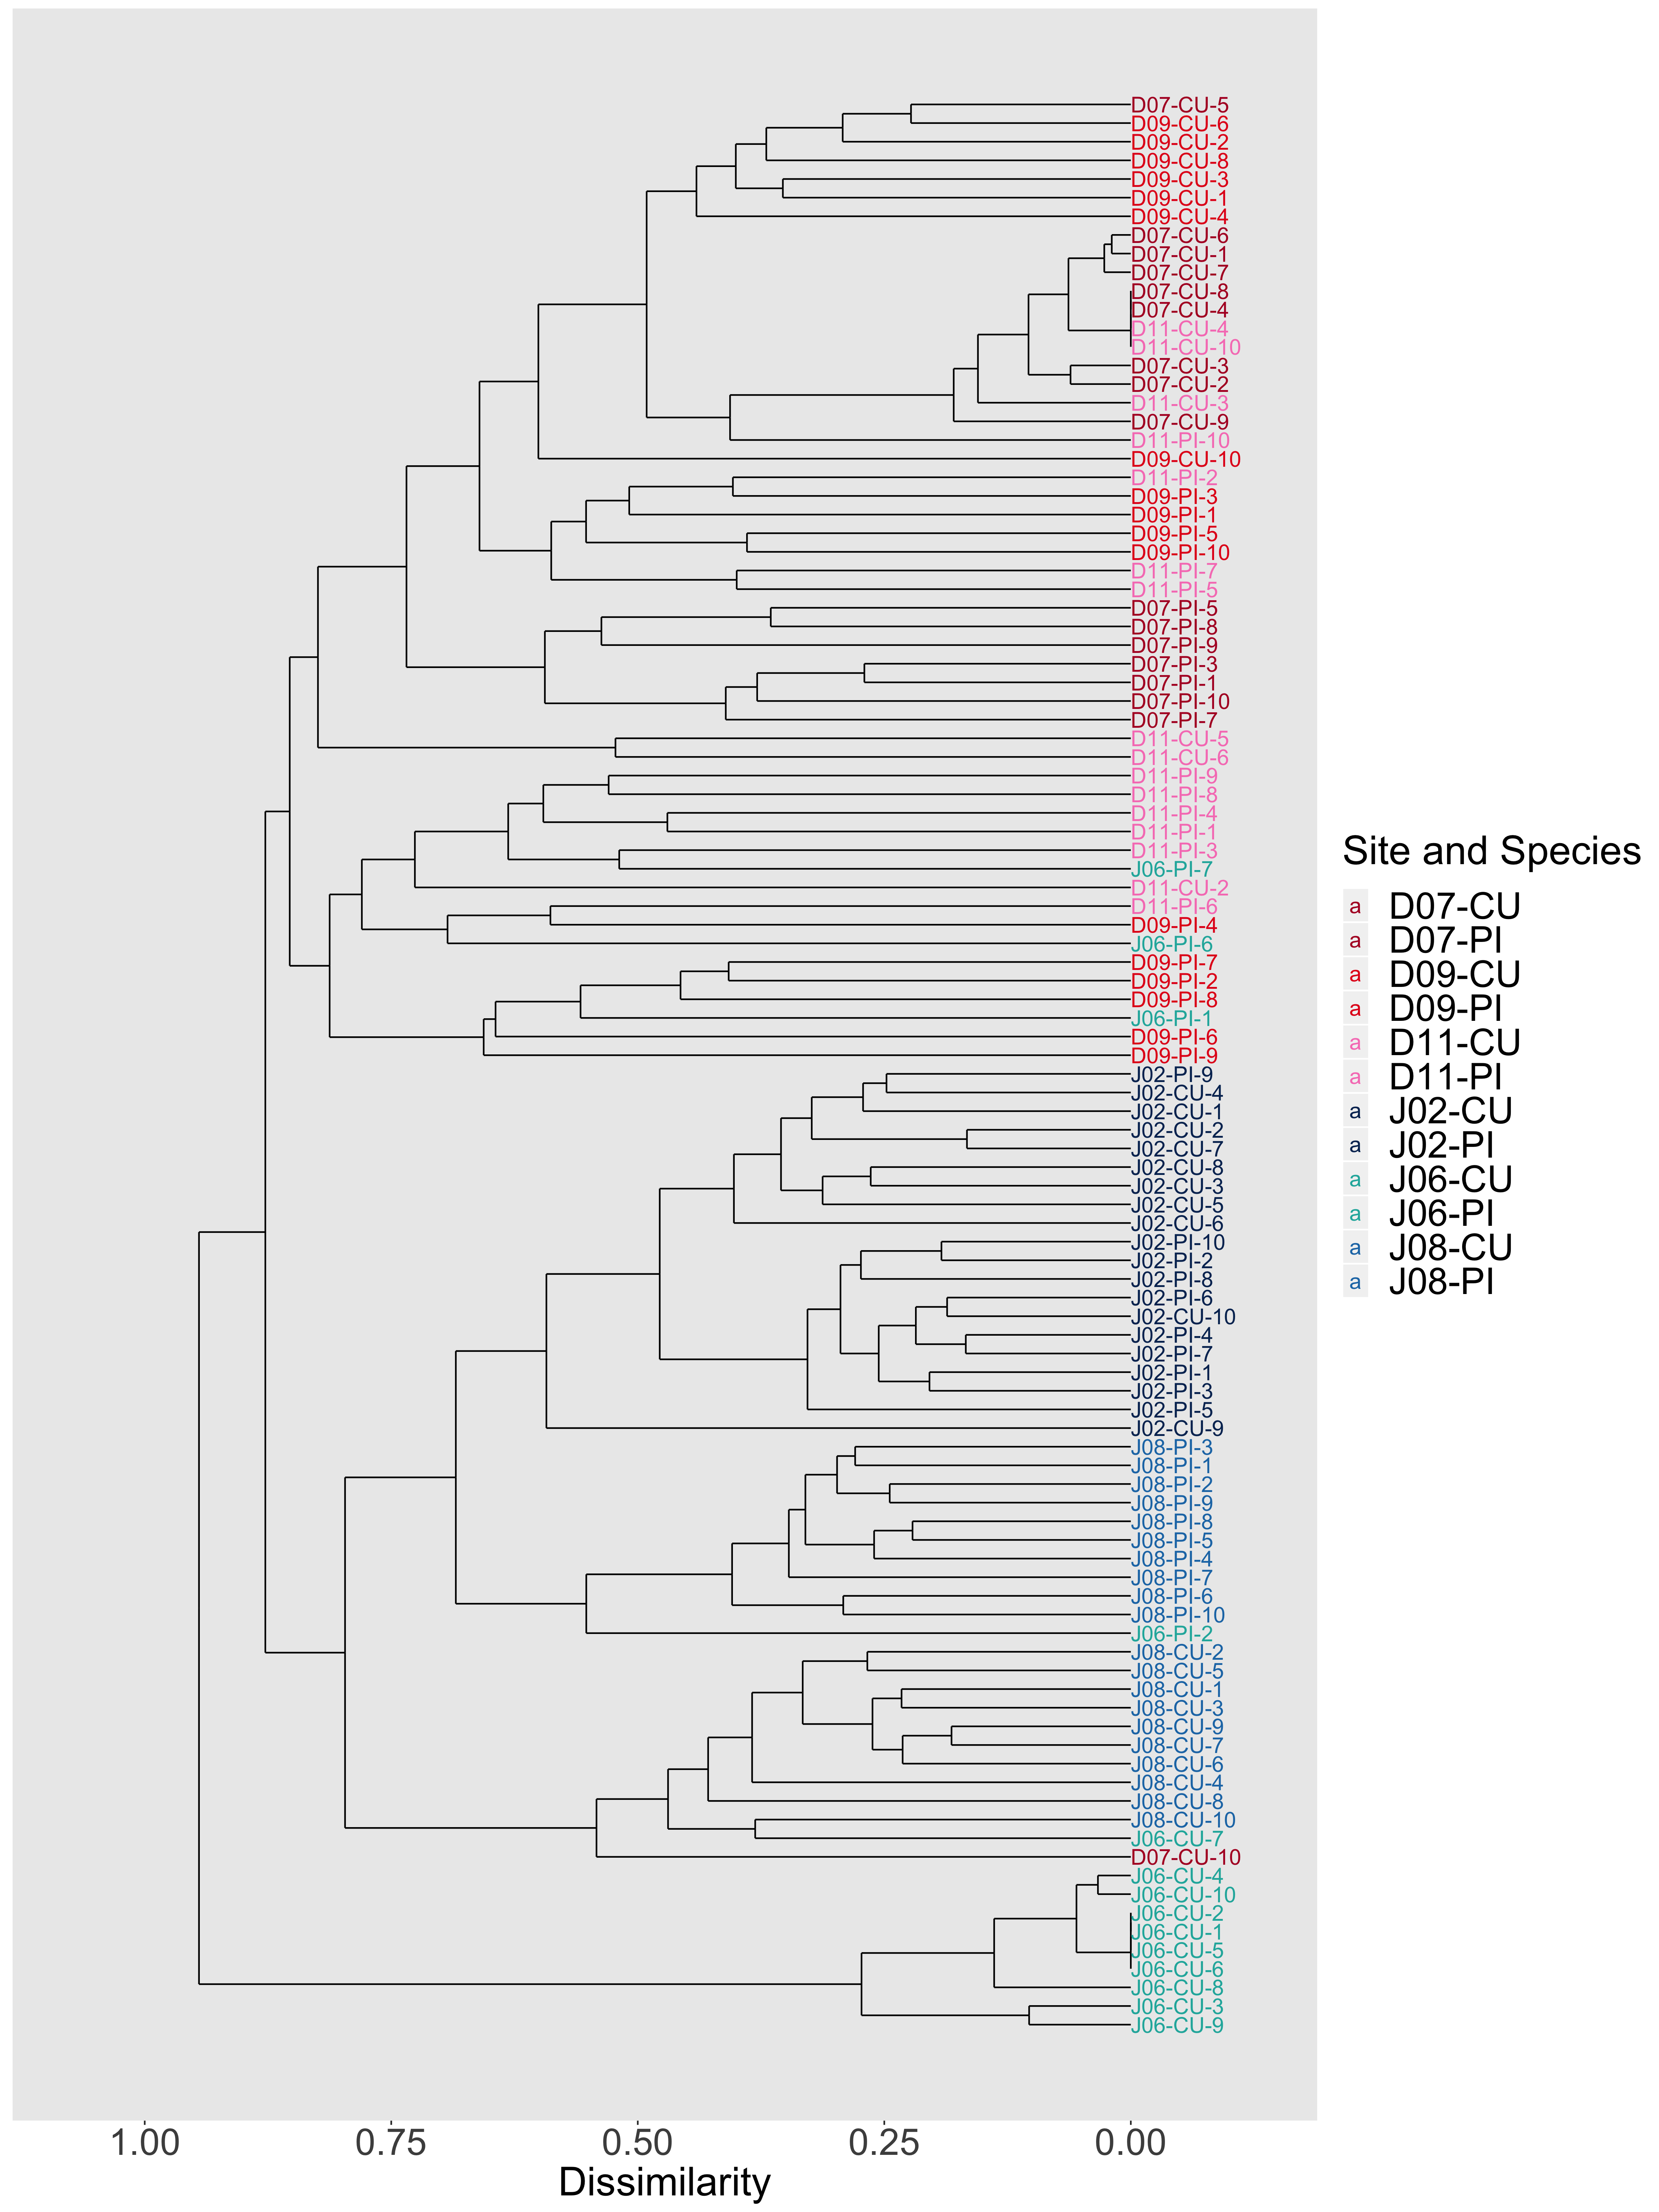 D07-CU-5
D09-CU-6
D09-CU-2
D09-CU-8
D09-CU-3
D09-CU-1
D09-CU-4
D07-CU-6
D07-CU-1
D07-CU-7
D07-CU-8
D07-CU-4
D11-CU-4
D11-CU-10
D07-CU-3
D07-CU-2
D11-CU-3
D07-CU-9
D11-PI-10
D09-CU-10
D11-PI-2
D09-PI-3
D09-PI-1
D09-PI-5
D09-PI-10
D11-PI-7
D11-PI-5
D07-PI-5
D07-PI-8
D07-PI-9
D07-PI-3
D07-PI-1
D07-PI-10
D07-PI-7
D11-CU-5
D11-CU-6
D11-PI-9
D11-PI-8
D11-PI-4
D11-PI-1
D11-PI-3
J06-PI-7
D11-CU-2
D11-PI-6
D09-PI-4
J06-PI-6
D09-PI-7
D09-PI-2
D09-PI-8
J06-PI-1
D09-PI-6
D09-PI-9
J02-PI-9
J02-CU-4
J02-CU-1
J02-CU-2
J02-CU-7
J02-CU-8
J02-CU-3
J02-CU-5
J02-CU-6
J02-PI-10
J02-PI-2
J02-PI-8
J02-PI-6
J02-CU-10
J02-PI-4
J02-PI-7
J02-PI-1
J02-PI-3
J02-PI-5
J02-CU-9
J08-PI-3
J08-PI-1
J08-PI-2
J08-PI-9
J08-PI-8
J08-PI-5
J08-PI-4
J08-PI-7
J08-PI-6
J08-PI-10
J06-PI-2
J08-CU-2
J08-CU-5
J08-CU-1
J08-CU-3
J08-CU-9
J08-CU-7
J08-CU-6
J08-CU-4
J08-CU-8
J08-CU-10
J06-CU-7
D07-CU-10
J06-CU-4
J06-CU-10
J06-CU-2
J06-CU-1
J06-CU-5
J06-CU-6
J06-CU-8
J06-CU-3
J06-CU-9
1.00 0.75 0.50 0.25 0.00
Dissimilarity
Site and Species
a D07-CU
a D07-PI
a D09-CU
a D09-PI
a D11-CU
a D11-PI
a J02-CU
a J02-PI
a J06-CU
a J06-PI
a J08-CU
a J08-PI